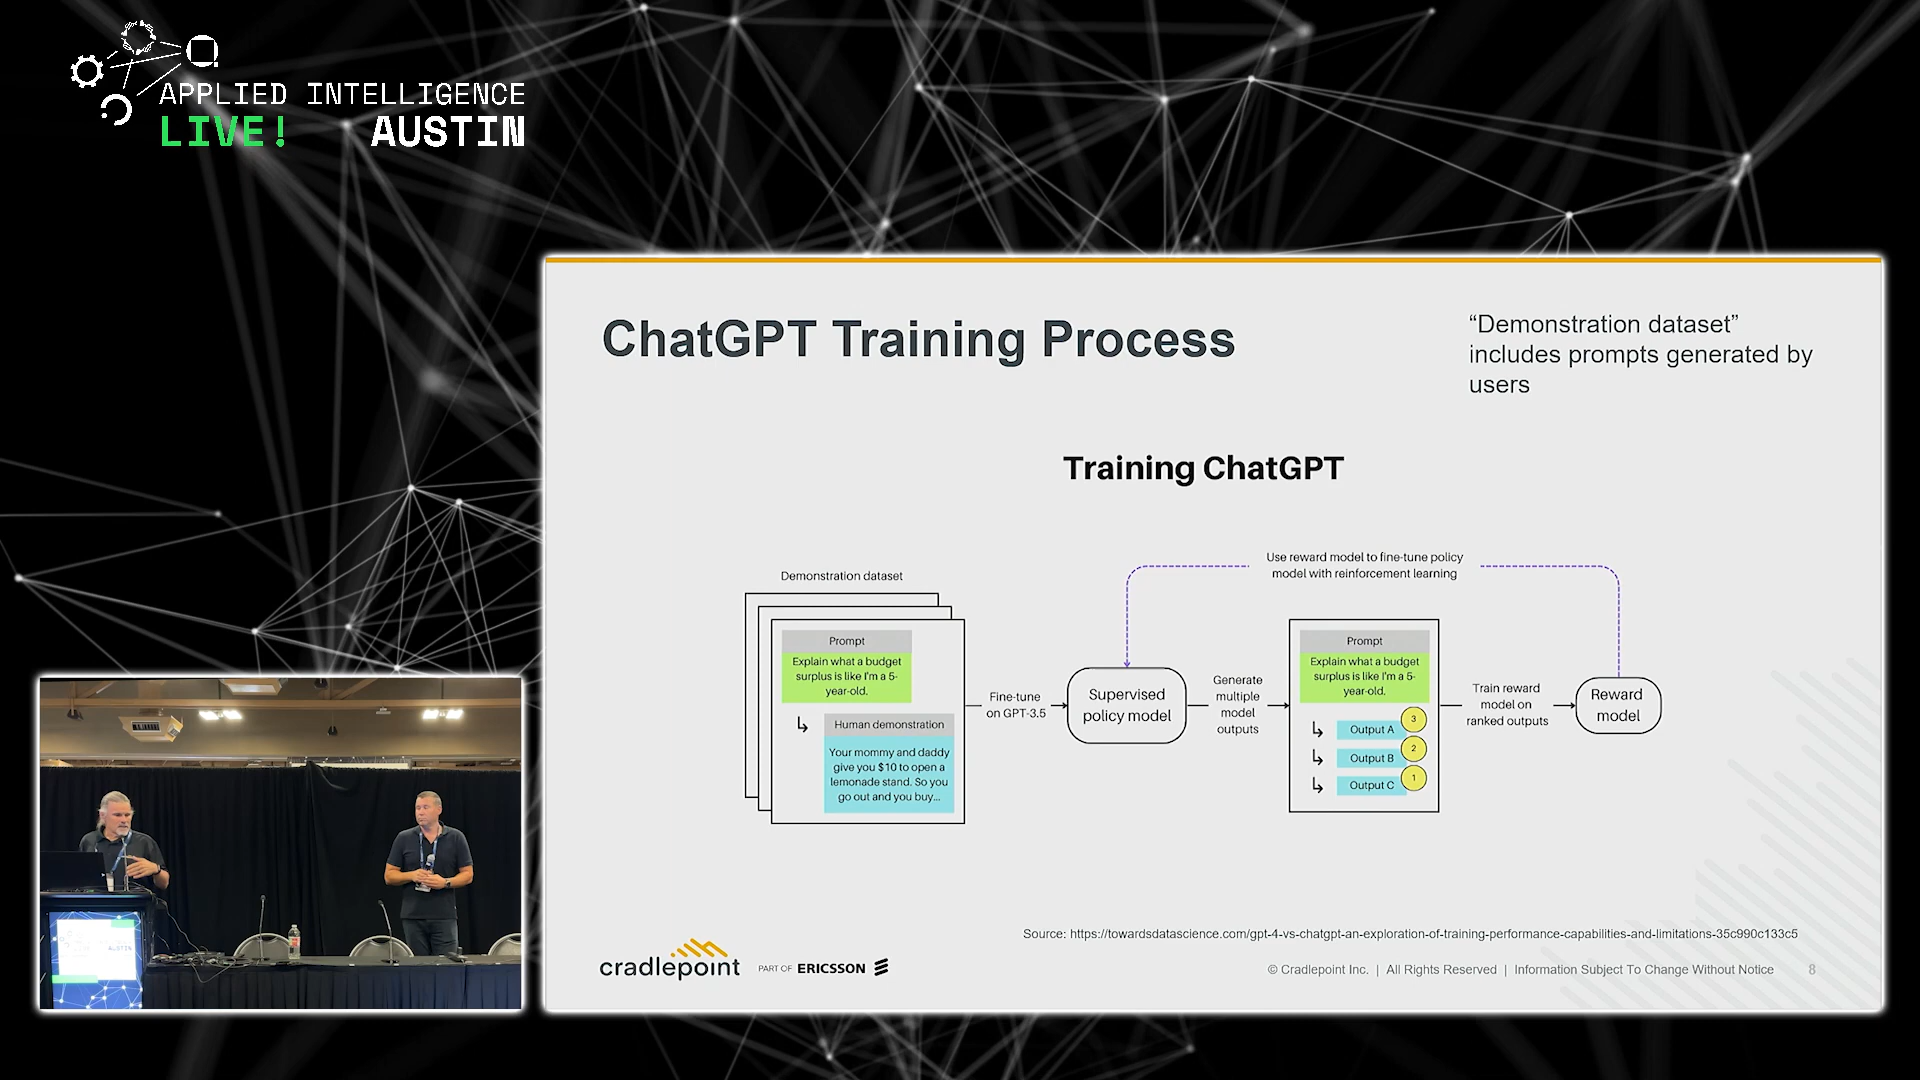 APPLIED INTELLIGENCE
LIVE! AUSTIN
ChatGPT Training Process
“Demonstration dataset”
includes prompts generated by
users
Training ChatGPT
Use reward model to fine-tune policy
model with reinforcement learning
Demonstration dataset
Prompt
Explain what a budget
surplus is like I'm a 5-
year-old.
Human demonstration
Your mommy and daddy
give you $10 to open a
lemonade stand. So you
go out and you buy...
Fine-tune
on GPT-3.5
Supervised
policy model
Generate
multiple
model
outputs
Prompt
Explain what a budget
surplus is like I'm a 5-
year-old.
Output A 3
Output B 2
Output C 1
Train reward
model on
ranked outputs
Reward
model
Source: https://towardsdatascience.com/gpt-4-vs-chatgpt-an-exploration-of-training-performance-capabilities-and-limitations-35c990c133c5
cradlepoint PART OF ERICSSON
© Cradlepoint Inc. | All Rights Reserved | Information Subject To Change Without Notice 8